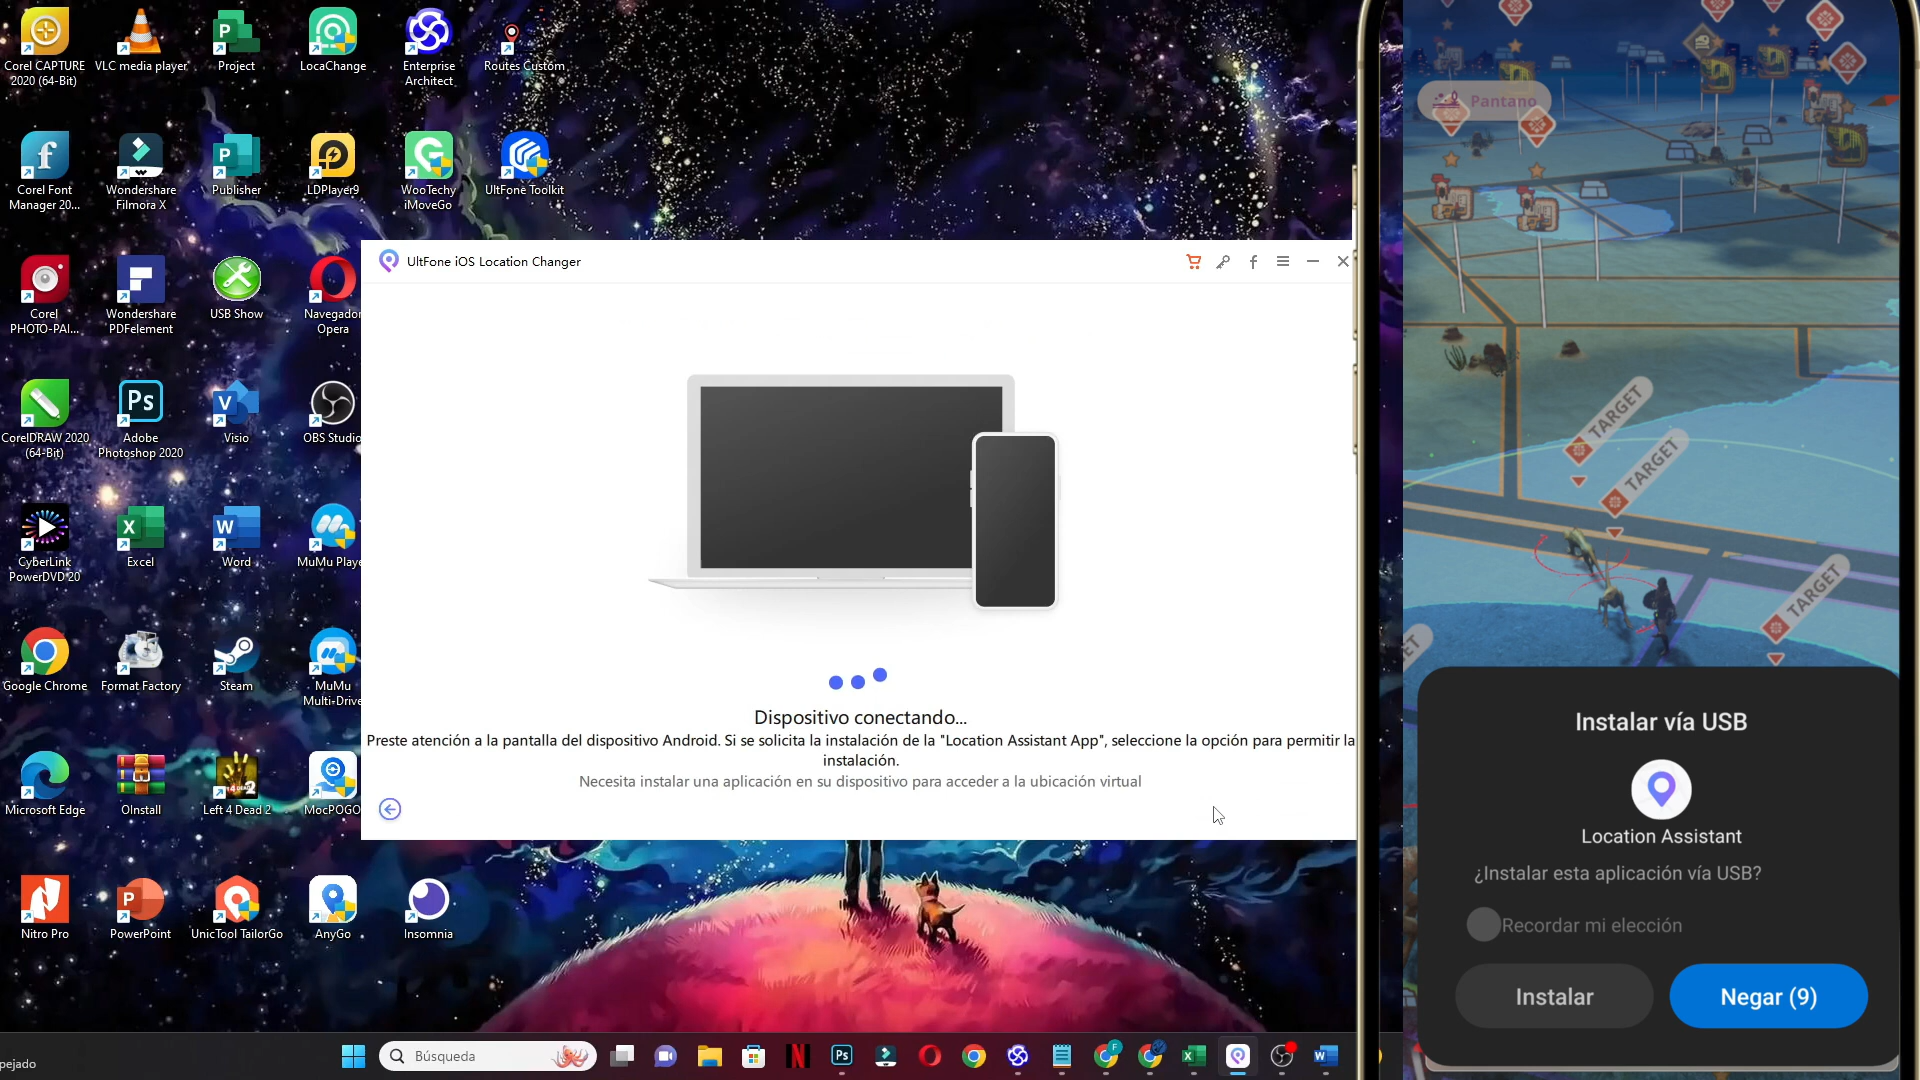 Corel CAPTURE
2020 (64-Bit)
VLC media player
Project
LocaChange
Enterprise
Architect
Routes Custom
Corel Font
Manager 20...
Wondershare
Filmora X
Publisher
LDPlayer9
WooTechy
iMoveGo
UltFone Toolkit
Corel
PHOTO-PAI...
Wondershare
PDFelement
USB Show
Navegador
Opera
CorelDRAW 2020
(64-Bit)
Adobe
Photoshop 2020
Visio
OBS Studio
CyberLink
PowerDVD 20
Excel
Word
MuMu Playe
Google Chrome
Format Factory
Steam
MuMu
Multi-Drive
Microsoft Edge
OInstall
Left 4 Dead 2
MocPOGO
Nitro Pro
PowerPoint
UnicTool TailorGo
AnyGo
Insomnia
UltFone iOS Location Changer
Dispositivo conectando...
Preste atención a la pantalla del dispositivo Android. Si se solicita la instalación de la "Location Assistant App", seleccione la opción para permitir la
instalación.
Necesita instalar una aplicación en su dispositivo para acceder a la ubicación virtual
Pantano
TARGET
TARGET
TARGET
Instalar vía USB
Location Assistant
¿Instalar esta aplicación vía USB?
Recordar mi elección
Instalar
Negar (9)
pejado
Búsqueda